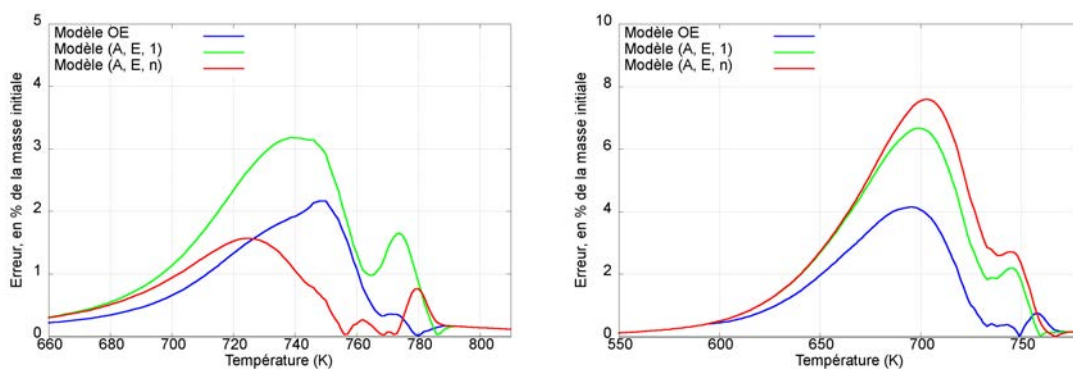 5
4
3
2
1
0
Erreur, en % de la masse initiale
Modèle OE
Modèle (A, E, 1)
Modèle (A, E, n)
660 680 700 720 740 760 780 800
Température (K)
10
8
6
4
2
0
Erreur, en % de la masse initiale
Modèle OE
Modèle (A, E, 1)
Modèle (A, E, n)
550 600 650 700 750
Température (K)